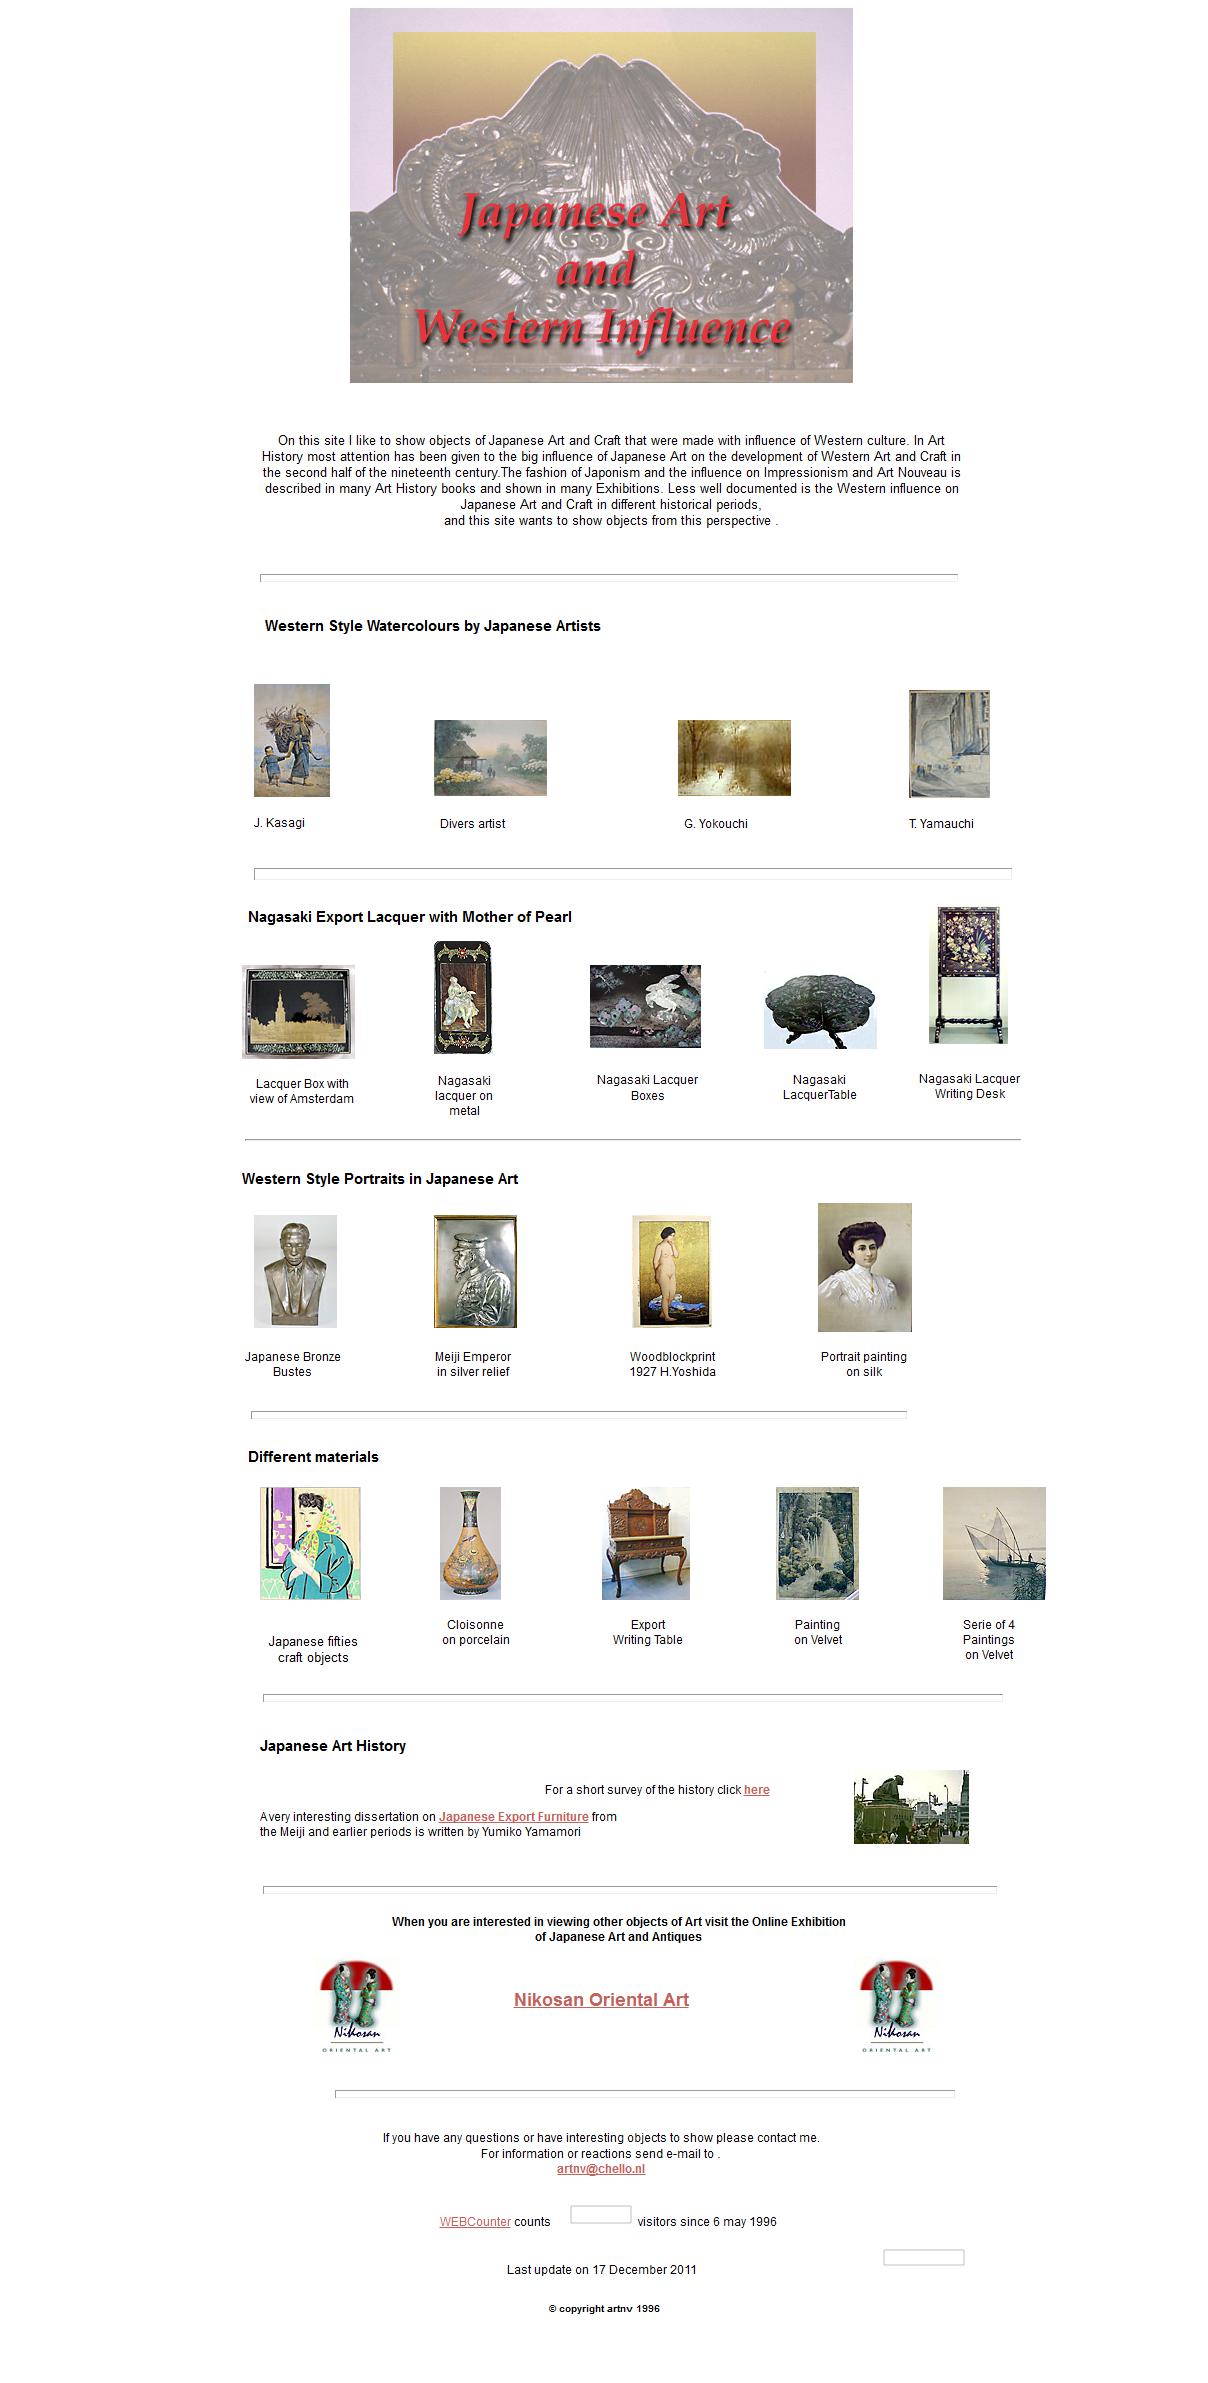 Japanese Art
and
Western Influence
On this site I like to show objects of Japanese Art and Craft that were made with influence of Western culture. In Art
History most attention has been given to the big influence of Japanese Art on the development of Western Art and Craft in
the second half of the nineteenth century.The fashion of Japonism and the influence on Impressionism and Art Nouveau is
described in many Art History books and shown in many Exhibitions. Less well documented is the Western influence on
Japanese Art and Craft in different historical periods,
and this site wants to show objects from this perspective .
Western Style Watercolours by Japanese Artists
J. Kasagi
Divers artist
G. Yokouchi
T. Yamauchi
Nagasaki Export Lacquer with Mother of Pearl
Lacquer Box with
view of Amsterdam
Nagasaki
lacquer on
metal
Nagasaki Lacquer
Boxes
Nagasaki
LacquerTable
Nagasaki Lacquer
Writing Desk
Western Style Portraits in Japanese Art
Japanese Bronze
Bustes
Meiji Emperor
in silver relief
Woodblockprint
1927 H.Yoshida
Portrait painting
on silk
Different materials
Japanese fifties
craft objects
Cloisonne
on porcelain
Export
Writing Table
Painting
on Velvet
Serie of 4
Paintings
on Velvet
Japanese Art History
For a short survey of the history click here
A very interesting dissertation on Japanese Export Furniture from
the Meiji and earlier periods is written by Yumiko Yamamori
When you are interested in viewing other objects of Art visit the Online Exhibition
of Japanese Art and Antiques
Nikosan
ORIENTAL ART
Nikosan Oriental Art
Nikosan
ORIENTAL ART
If you have any questions or have interesting objects to show please contact me.
For information or reactions send e-mail to .
artnv@chello.nl
WEBCounter counts visitors since 6 may 1996
Last update on 17 December 2011
© copyright artnv 1996